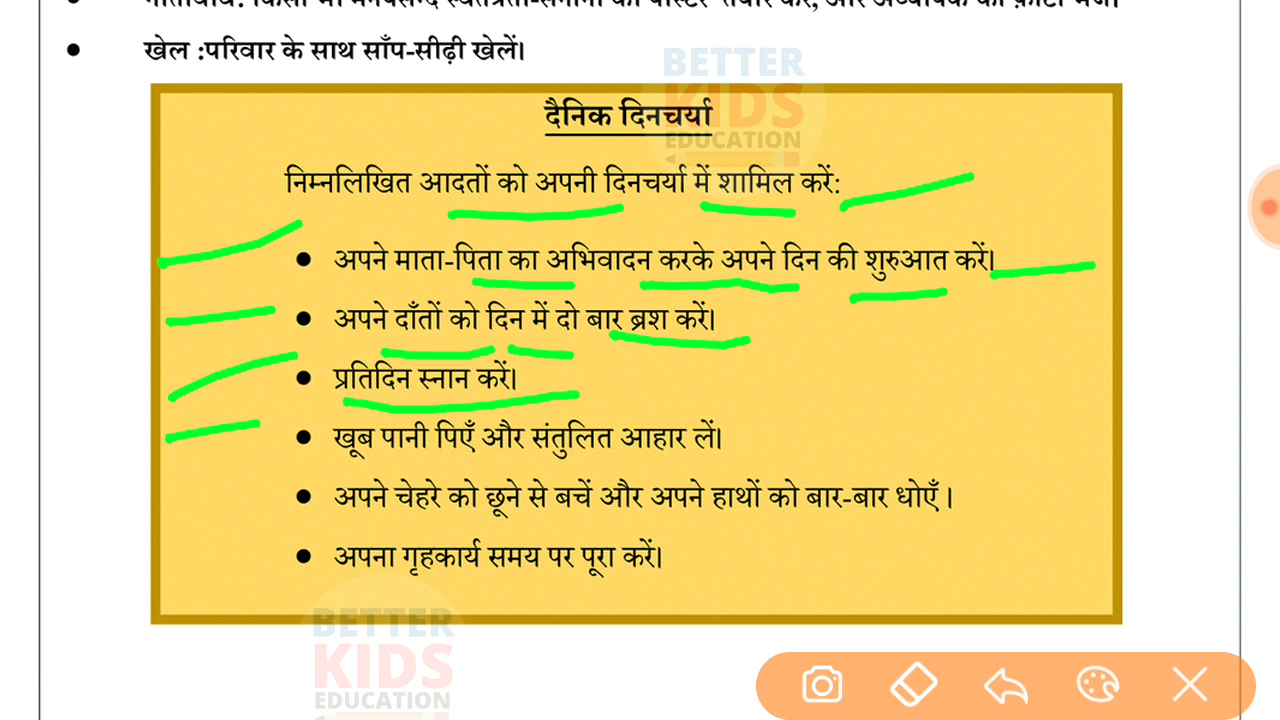 खेल :परिवार के साथ साँप-सीढ़ी खेलें।
BETTER
KIDS
EDUCATION
दैनिक दिनचर्या
निम्नलिखित आदतों को अपनी दिनचर्या में शामिल करें:
अपने माता-पिता का अभिवादन करके अपने दिन की शुरुआत करें।
अपने दाँतों को दिन में दो बार ब्रश करें।
प्रतिदिन स्नान करें।
खूब पानी पिएँ और संतुलित आहार लें।
अपने चेहरे को छूने से बचें और अपने हाथों को बार-बार धोएँ ।
अपना गृहकार्य समय पर पूरा करें।
BETTER
KIDS
EDUCATION